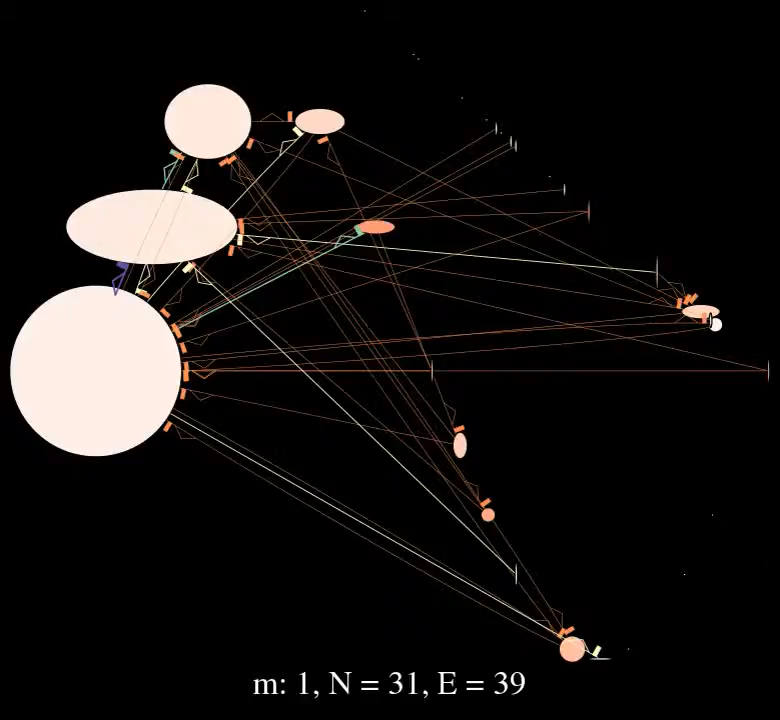 m: 1, N = 31, E = 39